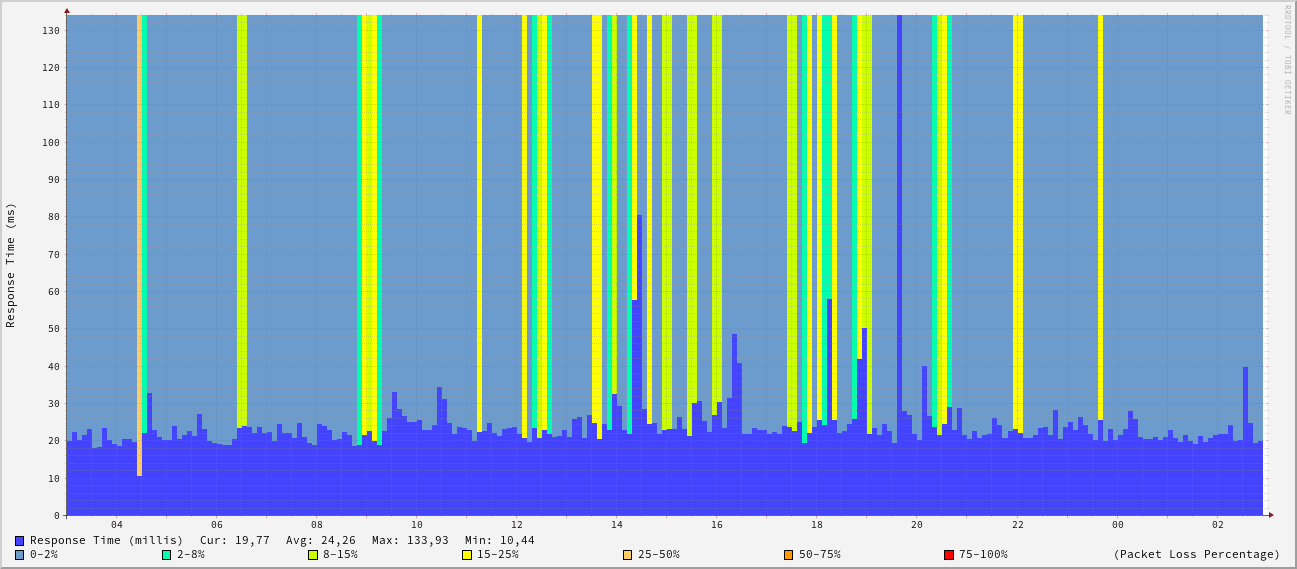 RRDTOOL / TOBI OETIKER
Response Time (ms)
130
120
110
100
90
80
70
60
50
40
30
20
10
0
04 06 08 10 12 14 16 18 20 22 00 02
Response Time (millis) Cur: 19,77 Avg: 24,26 Max: 133,93 Min: 10,44
0-2% 2-8% 8-15% 15-25% 25-50% 50-75% 75-100% (Packet Loss Percentage)